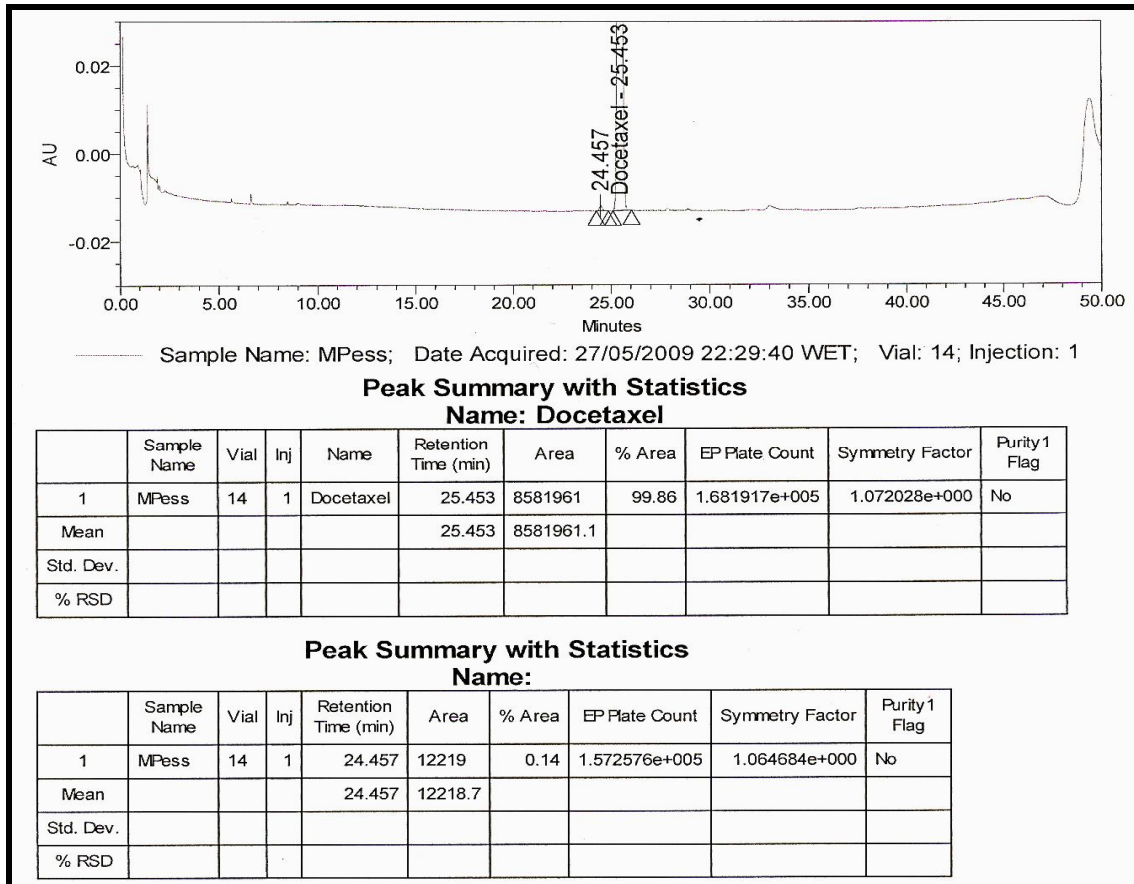 0.02
0.00
-0.02
AU
24.457
Docetaxel - 25.453
0.00 5.00 10.00 15.00 20.00 25.00 30.00 35.00 40.00 45.00 50.00
Minutes
Sample Name: MPess; Date Acquired: 27/05/2009 22:29:40 WET; Vial: 14; Injection: 1
Peak Summary with Statistics
Name: Docetaxel
Sample Name Vial Inj Name Retention Time (min) Area % Area EP Plate Count Symmetry Factor Purity1 Flag
1 MPess 14 1 Docetaxel 25.453 8581961 99.86 1.681917e+005 1.072028e+000 No
Mean 25.453 8581961.1
Std. Dev.
% RSD
Peak Summary with Statistics
Name:
Sample Name Vial Inj Retention Time (min) Area % Area EP Plate Count Symmetry Factor Purity1 Flag
1 MPess 14 1 24.457 12219 0.14 1.572576e+005 1.064684e+000 No
Mean 24.457 12218.7
Std. Dev.
% RSD